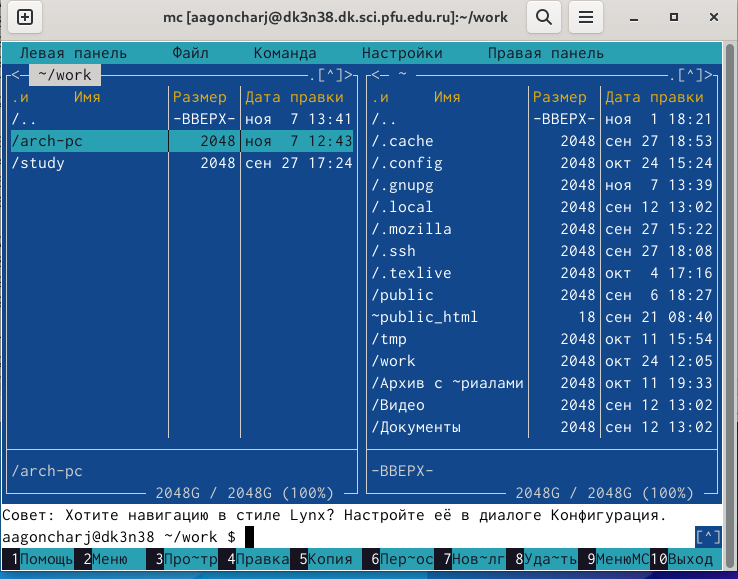 mc [aagoncharj@dk3n38.dk.sci.pfu.edu.ru]:~/work
Левая панель Файл Команда Настройки Правая панель
<─ ~/work .[^]>
.и Имя Размер Дата правки
/.. -ВВЕРХ- ноя 7 13:41
/arch-pc 2048 ноя 7 12:43
/study 2048 сен 27 17:24
/arch-pc
2048G / 2048G (100%)
<─ ~ .[^]>
.и Имя Размер Дата правки
/.. -ВВЕРХ- ноя 1 18:21
/.cache 2048 сен 27 18:53
/.config 2048 окт 24 15:24
/.gnupg 2048 ноя 7 13:39
/.local 2048 сен 12 13:02
/.mozilla 2048 сен 27 15:22
/.ssh 2048 сен 27 18:08
/.texlive 2048 окт 4 17:16
/public 2048 сен 6 18:27
~public_html 18 сен 21 08:40
/tmp 2048 окт 11 15:54
/work 2048 окт 24 12:05
/Архив с ~риалами 2048 окт 11 19:33
/Видео 2048 сен 12 13:02
/Документы 2048 сен 12 13:02
-ВВЕРХ-
2048G / 2048G (100%)
Совет: Хотите навигацию в стиле Lynx? Настройте её в диалоге Конфигурация.
aagoncharj@dk3n38 ~/work $ [^]
1Помощь 2Меню 3Про~тр 4Правка 5Копия 6Пер~ос 7Нов~лг 8Уда~ть 9МенюMC 10Выход